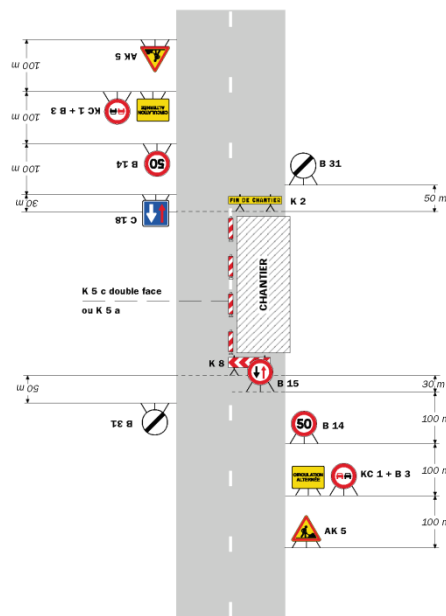 AK 5
100 m
CIRCULATION
ALTERNÉE
KC 1 + B 3
100 m
50
B 14
100 m
B 31
C 18
30 m
FIN DE CHANTIER
K 2
50 m
CHANTIER
K 5 c double face
ou K 5 a
K 8
B 15
50 m
30 m
B 31
50
B 14
100 m
CIRCULATION
ALTERNÉE
KC 1 + B 3
100 m
AK 5
100 m